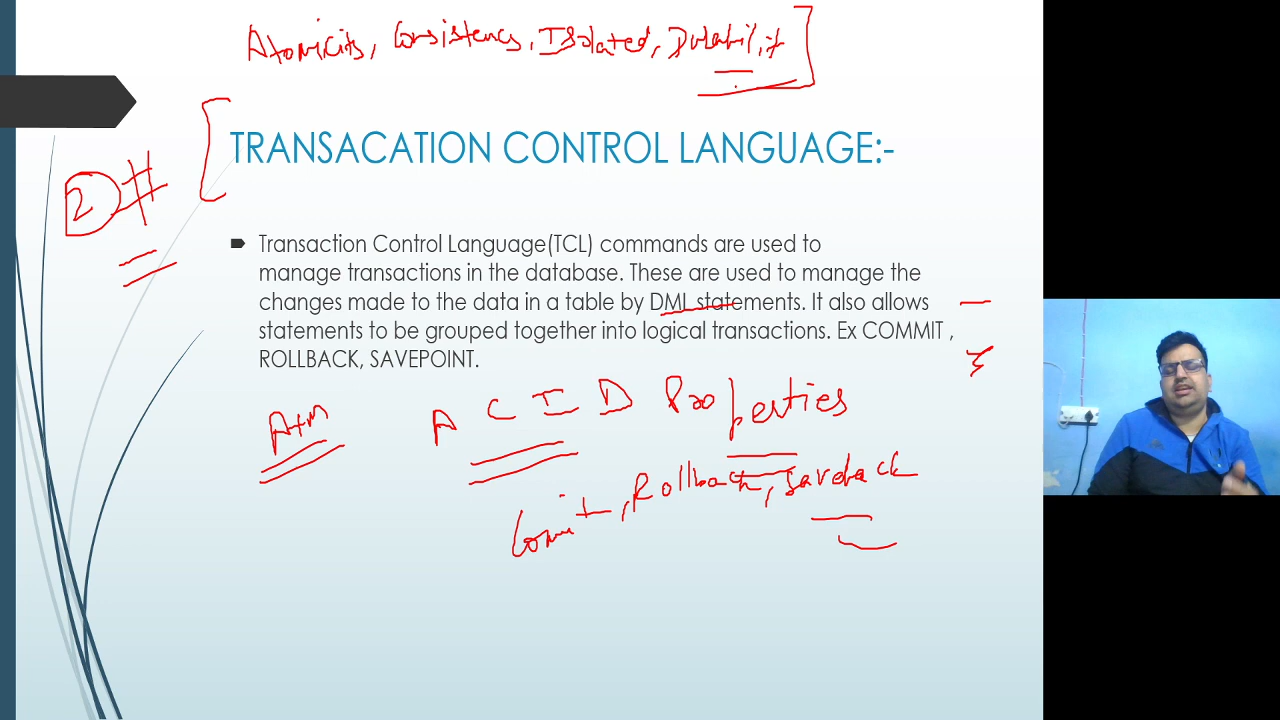 Atomicity, Consistency, Isolated, Durability
TRANSACATION CONTROL LANGUAGE:-
2 #
Transaction Control Language(TCL) commands are used to
manage transactions in the database. These are used to manage the
changes made to the data in a table by DML statements. It also allows
statements to be grouped together into logical transactions. Ex COMMIT ,
ROLLBACK, SAVEPOINT.
Atm
A C I D Properties
Commit, Rollback, Saveback